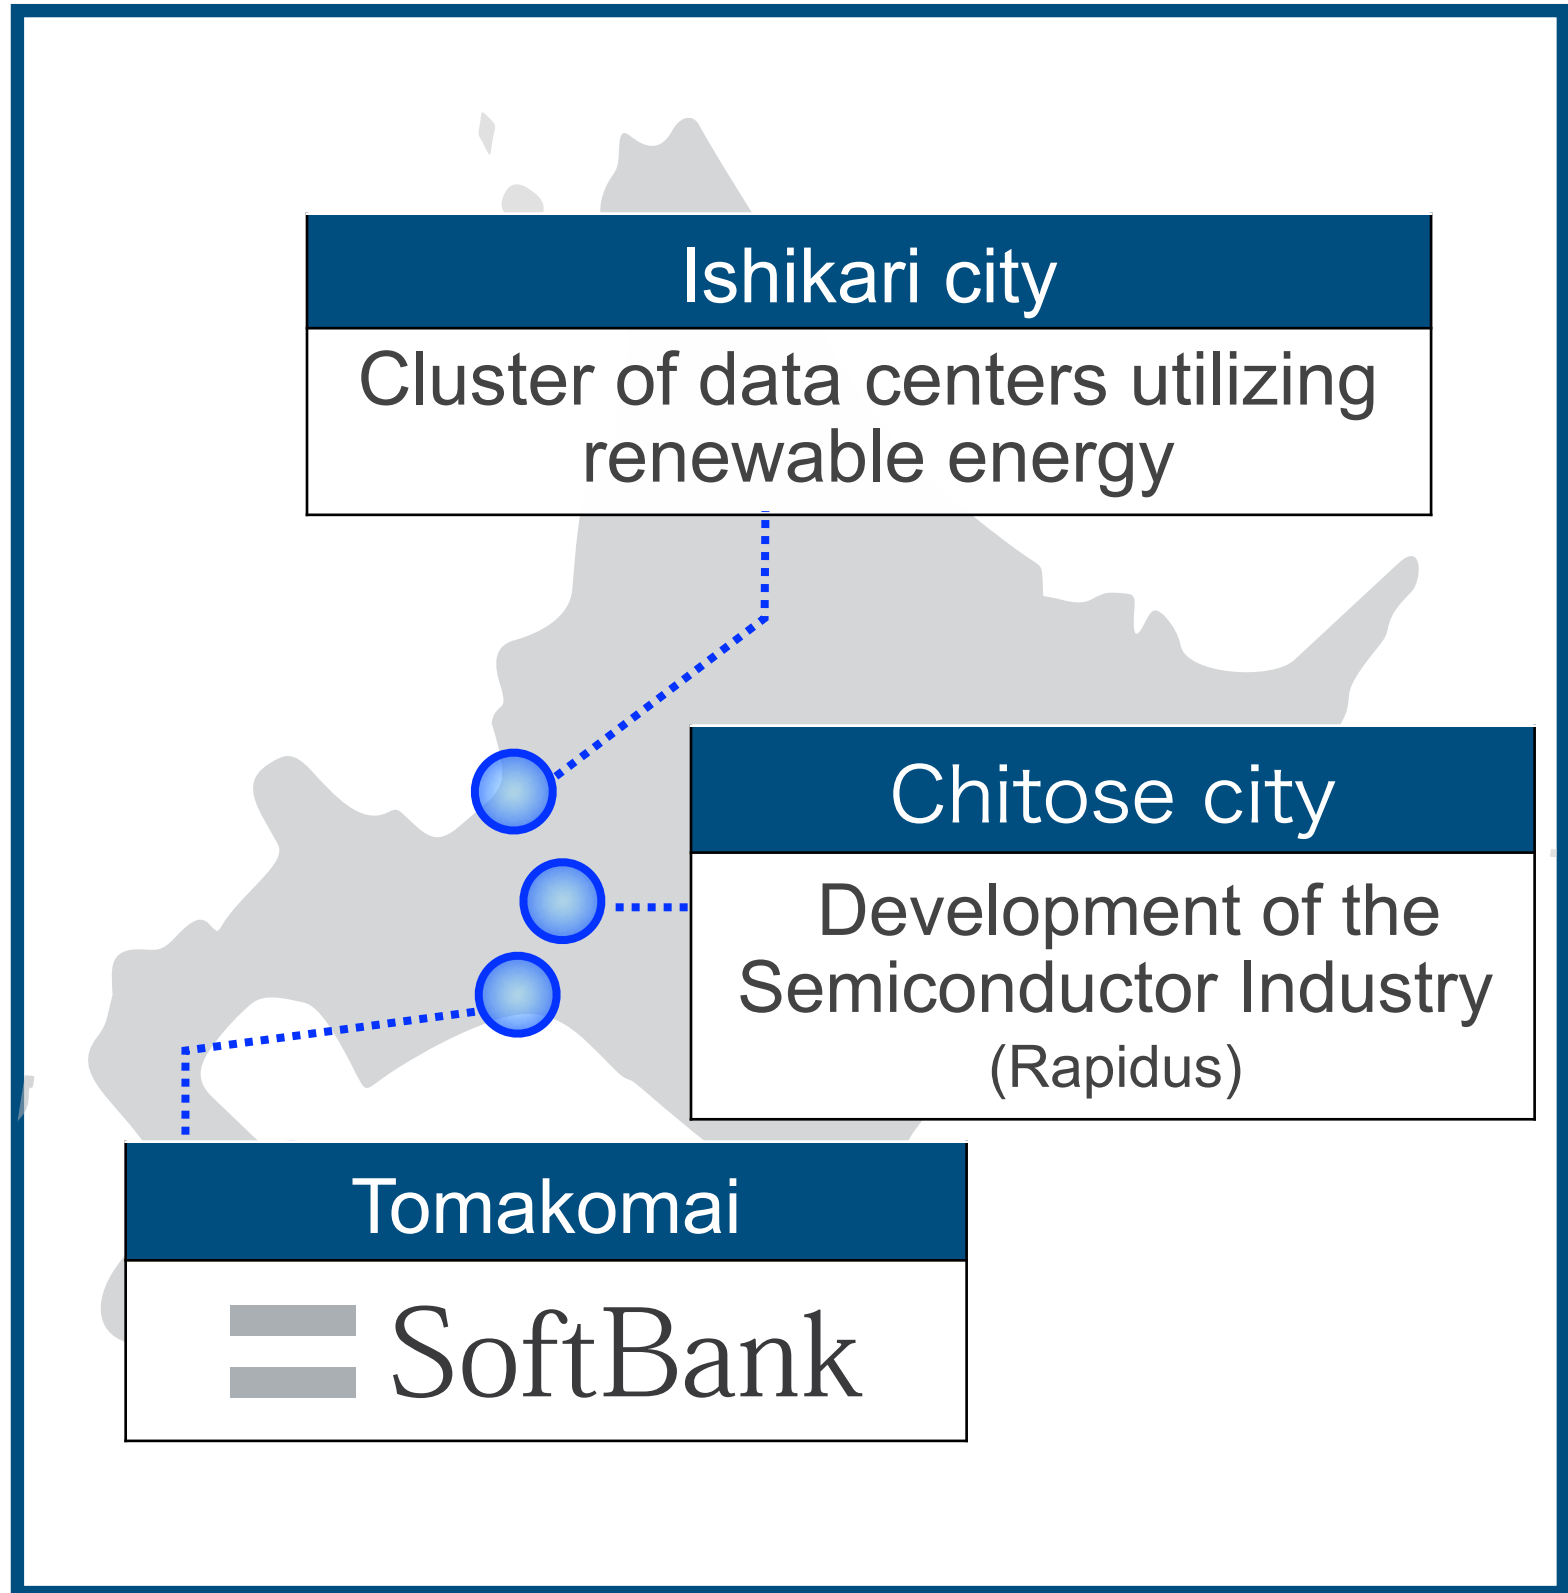 Ishikari city
Cluster of data centers utilizing
renewable energy
Chitose city
Development of the
Semiconductor Industry
(Rapidus)
Tomakomai
SoftBank